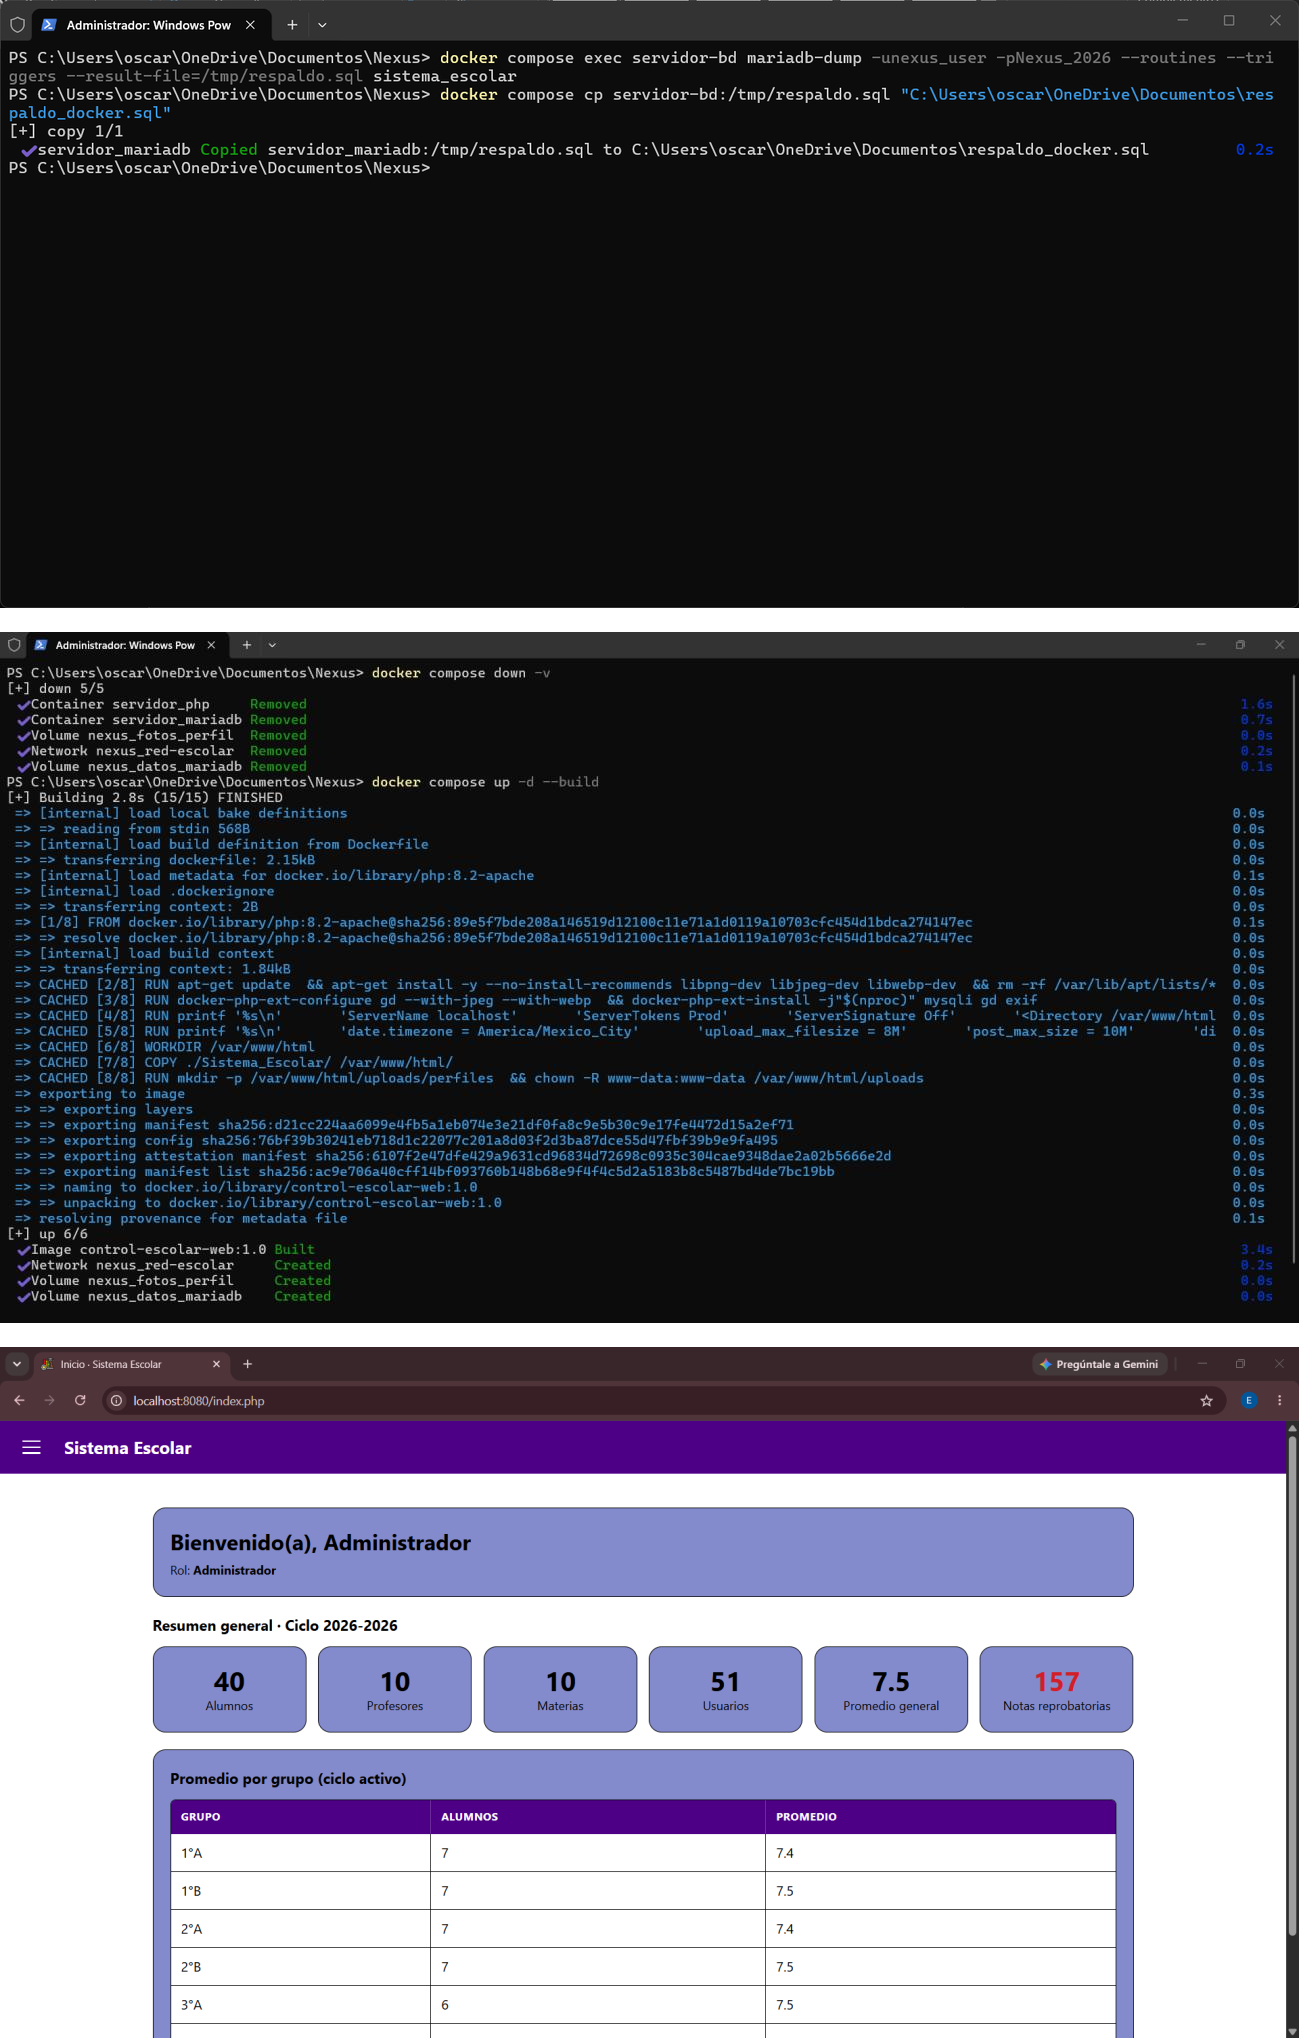 Administrador: Windows Pow
PS C:\Users\oscar\OneDrive\Documentos\Nexus> docker compose exec servidor-bd mariadb-dump -unexus_user -pNexus_2026 --routines --tri
ggers --result-file=/tmp/respaldo.sql sistema_escolar
PS C:\Users\oscar\OneDrive\Documentos\Nexus> docker compose cp servidor-bd:/tmp/respaldo.sql "C:\Users\oscar\OneDrive\Documentos\res
paldo_docker.sql"
[+] copy 1/1
servidor_mariadb Copied servidor_mariadb:/tmp/respaldo.sql to C:\Users\oscar\OneDrive\Documentos\respaldo_docker.sql 0.2s
PS C:\Users\oscar\OneDrive\Documentos\Nexus>
Administrador: Windows Pow
PS C:\Users\oscar\OneDrive\Documentos\Nexus> docker compose down -v
[+] down 5/5
Container servidor_php Removed 1.6s
Container servidor_mariadb Removed 0.7s
Volume nexus_fotos_perfil Removed 0.0s
Network nexus_red-escolar Removed 0.2s
Volume nexus_datos_mariadb Removed 0.1s
PS C:\Users\oscar\OneDrive\Documentos\Nexus> docker compose up -d --build
[+] Building 2.8s (15/15) FINISHED
=> [internal] load local bake definitions 0.0s
=> => reading from stdin 568B 0.0s
=> [internal] load build definition from Dockerfile 0.0s
=> => transferring dockerfile: 2.15kB 0.0s
=> [internal] load metadata for docker.io/library/php:8.2-apache 0.1s
=> [internal] load .dockerignore 0.0s
=> => transferring context: 2B 0.0s
=> [1/8] FROM docker.io/library/php:8.2-apache@sha256:89e5f7bde208a146519d12100c11e71a1d0119a10703cfc454d1bdca274147ec 0.1s
=> => resolve docker.io/library/php:8.2-apache@sha256:89e5f7bde208a146519d12100c11e71a1d0119a10703cfc454d1bdca274147ec 0.0s
=> [internal] load build context 0.0s
=> => transferring context: 1.84kB 0.0s
=> CACHED [2/8] RUN apt-get update && apt-get install -y --no-install-recommends libpng-dev libjpeg-dev libwebp-dev && rm -rf /var/lib/apt/lists/* 0.0s
=> CACHED [3/8] RUN docker-php-ext-configure gd --with-jpeg --with-webp && docker-php-ext-install -j"$(nproc)" mysqli gd exif 0.0s
=> CACHED [4/8] RUN printf '%s\n' 'ServerName localhost' 'ServerTokens Prod' 'ServerSignature Off' '<Directory /var/www/html 0.0s
=> CACHED [5/8] RUN printf '%s\n' 'date.timezone = America/Mexico_City' 'upload_max_filesize = 8M' 'post_max_size = 10M' 'di 0.0s
=> CACHED [6/8] WORKDIR /var/www/html 0.0s
=> CACHED [7/8] COPY ./Sistema_Escolar/ /var/www/html/ 0.0s
=> CACHED [8/8] RUN mkdir -p /var/www/html/uploads/perfiles && chown -R www-data:www-data /var/www/html/uploads 0.0s
=> exporting to image 0.3s
=> => exporting layers 0.0s
=> => exporting manifest sha256:d21cc224aa6099e4fb5a1eb074e3e21df0fa8c9e5b30c9e17fe4472d15a2ef71 0.0s
=> => exporting config sha256:76bf39b30241eb718d1c22077c201a8d03f2d3ba87dce55d47fbf39b9e9fa495 0.0s
=> => exporting attestation manifest sha256:6107f2e47dfe429a9631cd96834d72698c0935c304cae9348dae2a02b5666e2d 0.0s
=> => exporting manifest list sha256:ac9e706a40cff14bf093760b148b68e9f4f4c5d2a5183b8c5487bd4de7bc19bb 0.0s
=> => naming to docker.io/library/control-escolar-web:1.0 0.0s
=> => unpacking to docker.io/library/control-escolar-web:1.0 0.0s
=> resolving provenance for metadata file 0.1s
[+] up 6/6
Image control-escolar-web:1.0 Built 3.4s
Network nexus_red-escolar Created 0.2s
Volume nexus_fotos_perfil Created 0.0s
Volume nexus_datos_mariadb Created 0.0s
Inicio · Sistema Escolar
Pregúntale a Gemini
localhost:8080/index.php
E
Sistema Escolar
Bienvenido(a), Administrador
Rol: Administrador
Resumen general · Ciclo 2026-2026
40 10 10 51 7.5 157
Alumnos Profesores Materias Usuarios Promedio general Notas reprobatorias
Promedio por grupo (ciclo activo)
GRUPO ALUMNOS PROMEDIO
1°A 7 7.4
1°B 7 7.5
2°A 7 7.4
2°B 7 7.5
3°A 6 7.5